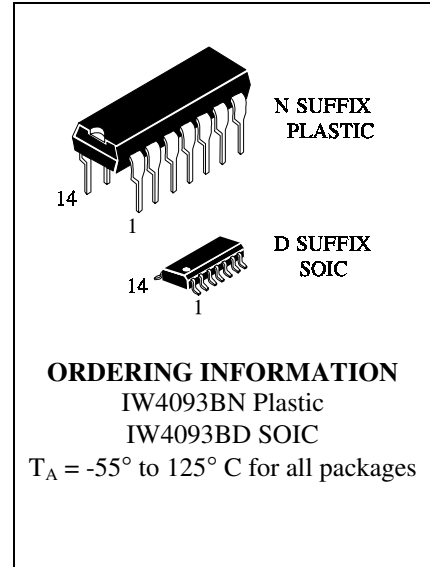 N SUFFIX
PLASTIC
14
1
D SUFFIX
SOIC
14
1
ORDERING INFORMATION
IW4093BN Plastic
IW4093BD SOIC
T_A = -55° to 125° C for all packages